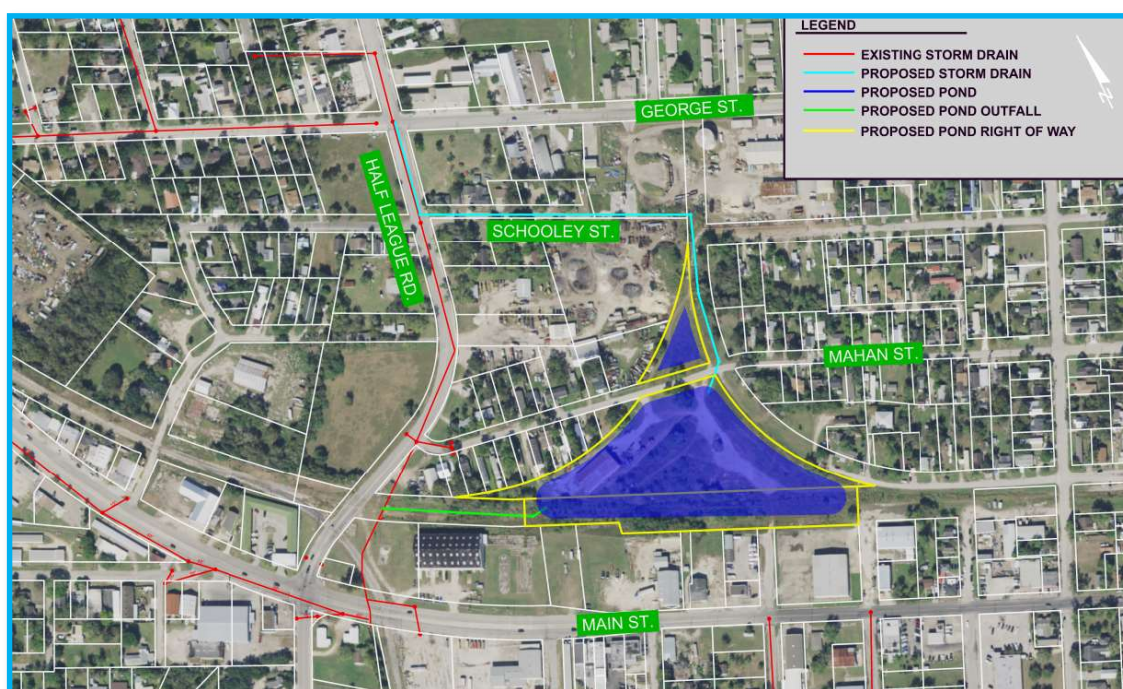 LEGEND
EXISTING STORM DRAIN
PROPOSED STORM DRAIN
PROPOSED POND
PROPOSED POND OUTFALL
PROPOSED POND RIGHT OF WAY
GEORGE ST.
HALF LEAGUE RD.
SCHOOLEY ST.
MAHAN ST.
MAIN ST.